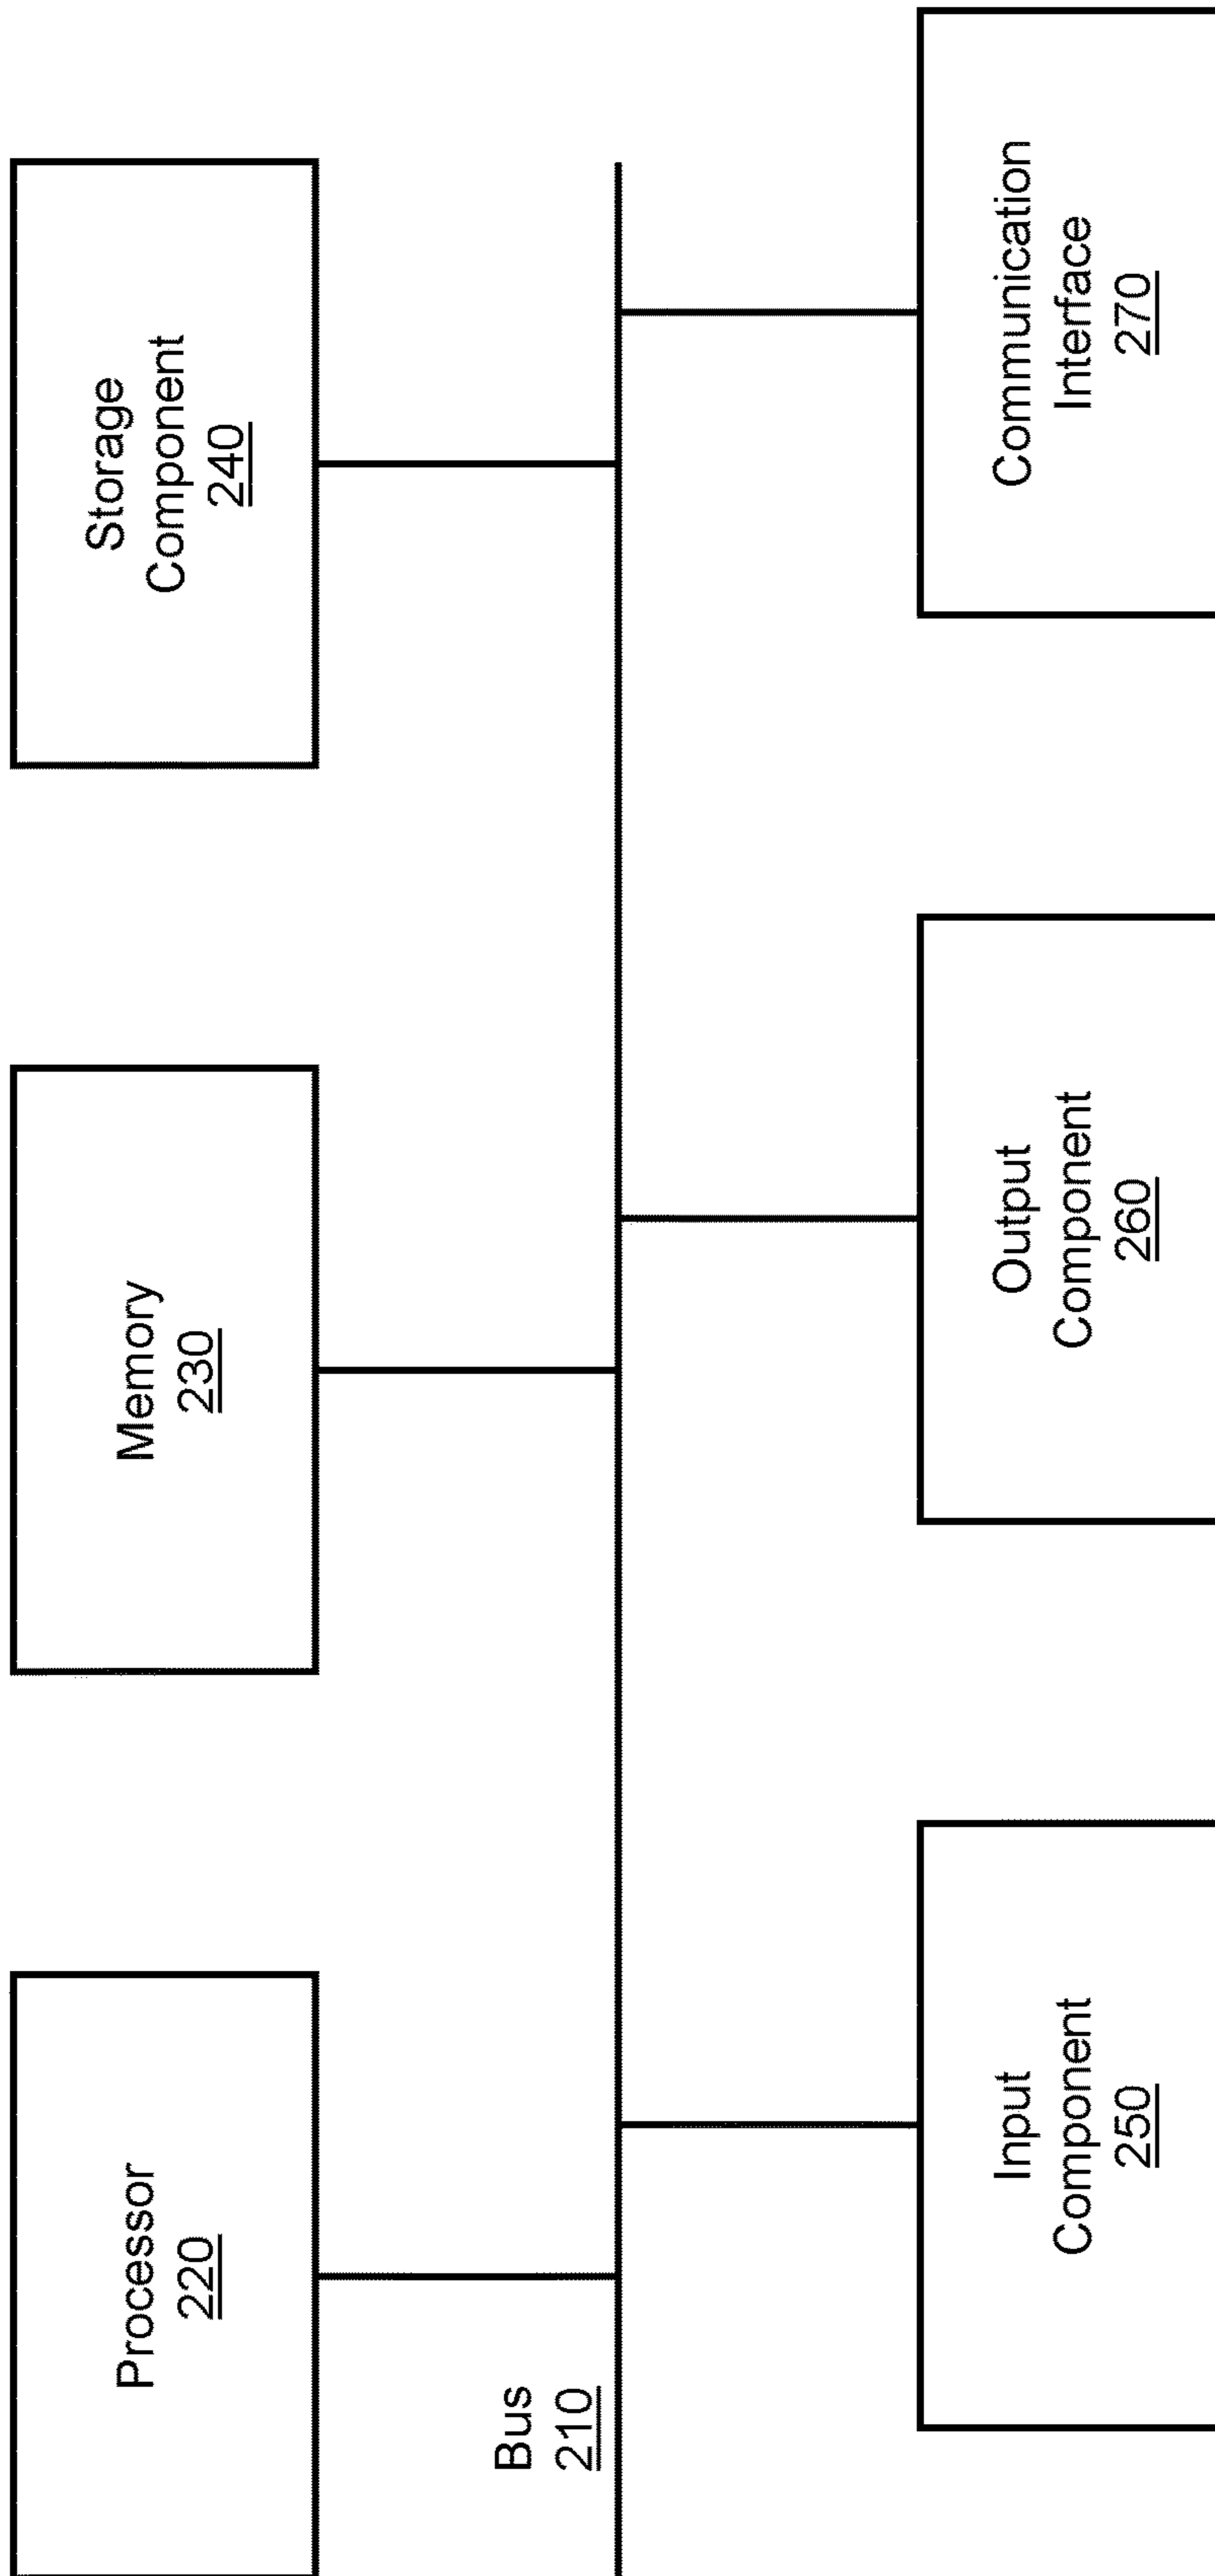 Processor
220
Memory
230
Storage
Component
240
Bus
210
Input
Component
250
Output
Component
260
Communication
Interface
270